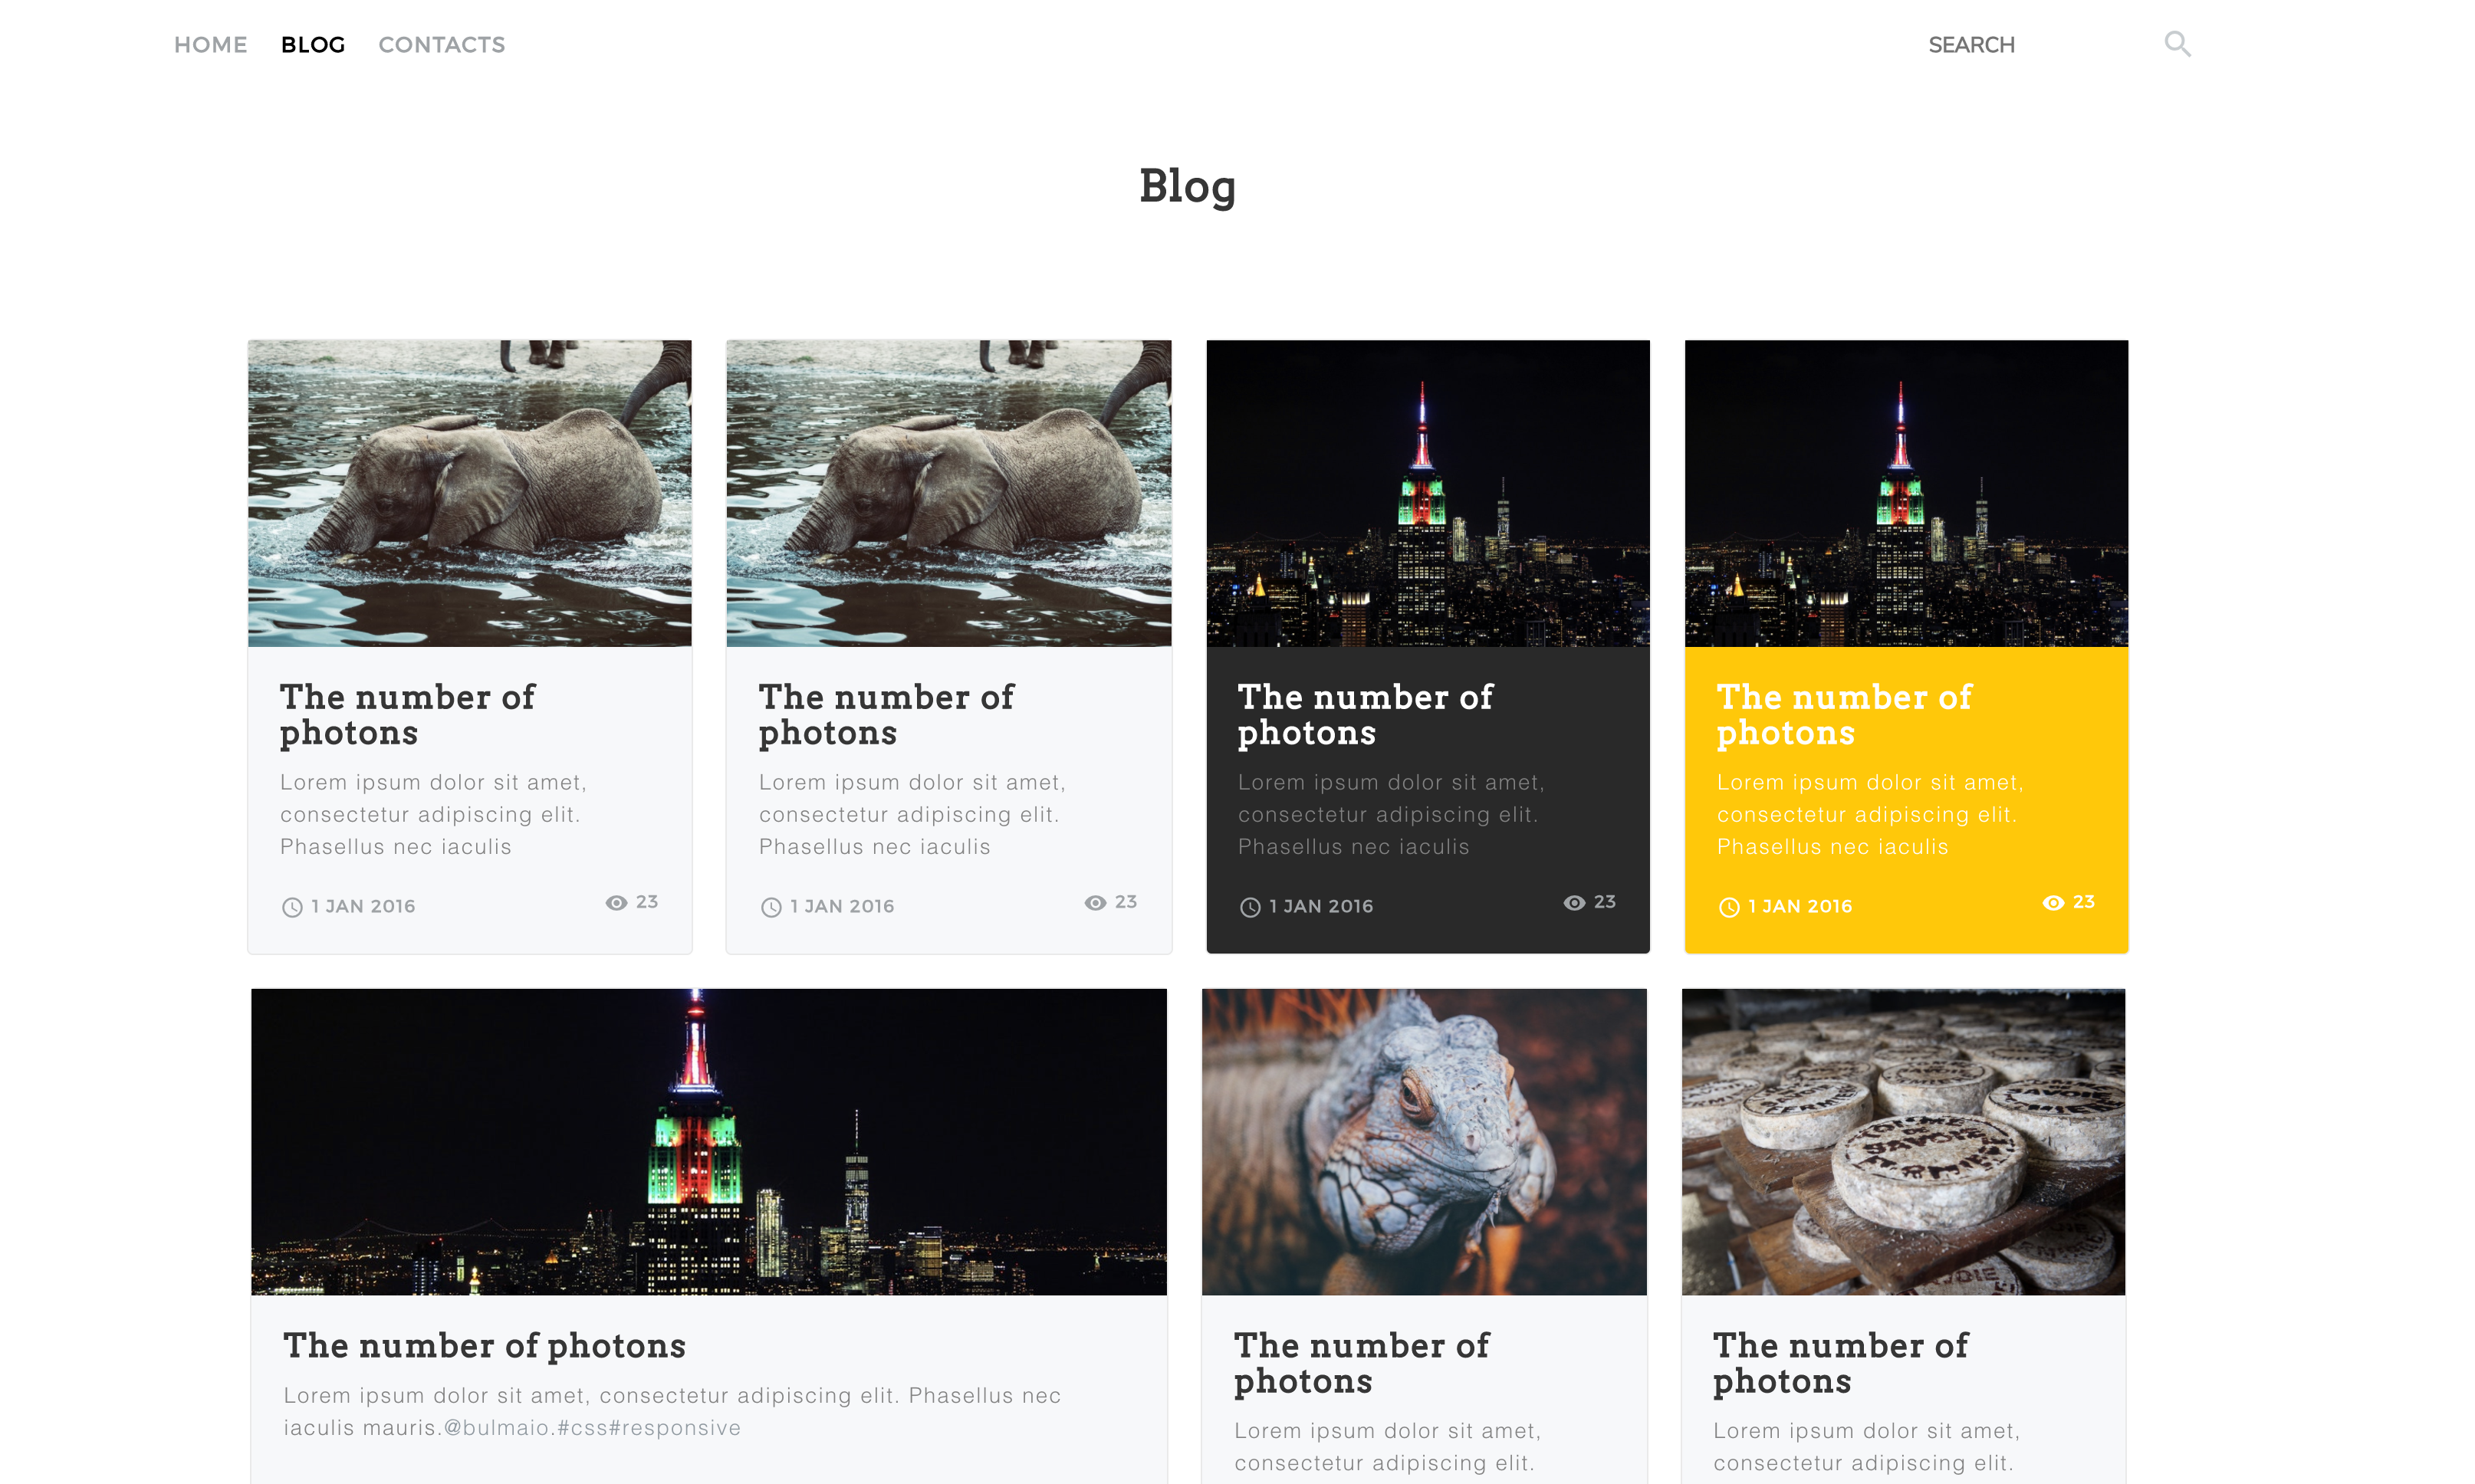 HOME BLOG CONTACTS SEARCH
Blog
The number of
photons
Lorem ipsum dolor sit amet,
consectetur adipiscing elit.
Phasellus nec iaculis
1 JAN 2016 23
The number of
photons
Lorem ipsum dolor sit amet,
consectetur adipiscing elit.
Phasellus nec iaculis
1 JAN 2016 23
The number of
photons
Lorem ipsum dolor sit amet,
consectetur adipiscing elit.
Phasellus nec iaculis
1 JAN 2016 23
The number of
photons
Lorem ipsum dolor sit amet,
consectetur adipiscing elit.
Phasellus nec iaculis
1 JAN 2016 23
The number of photons
Lorem ipsum dolor sit amet, consectetur adipiscing elit. Phasellus nec
iaculis mauris.@bulmaio.#css#responsive
The number of
photons
Lorem ipsum dolor sit amet,
consectetur adipiscing elit.
SAVOIE
The number of
photons
Lorem ipsum dolor sit amet,
consectetur adipiscing elit.